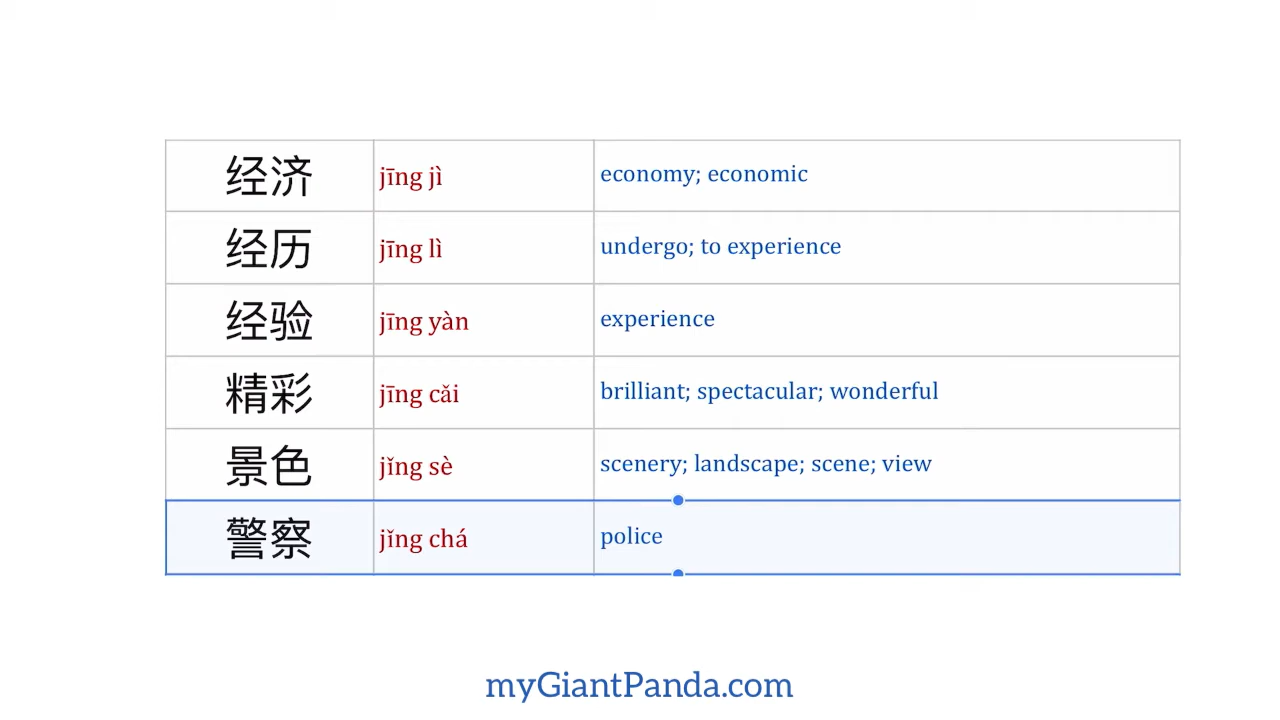 经济 jīng jì economy; economic
经历 jīng lì undergo; to experience
经验 jīng yàn experience
精彩 jīng cǎi brilliant; spectacular; wonderful
景色 jǐng sè scenery; landscape; scene; view
警察 jǐng chá police
myGiantPanda.com